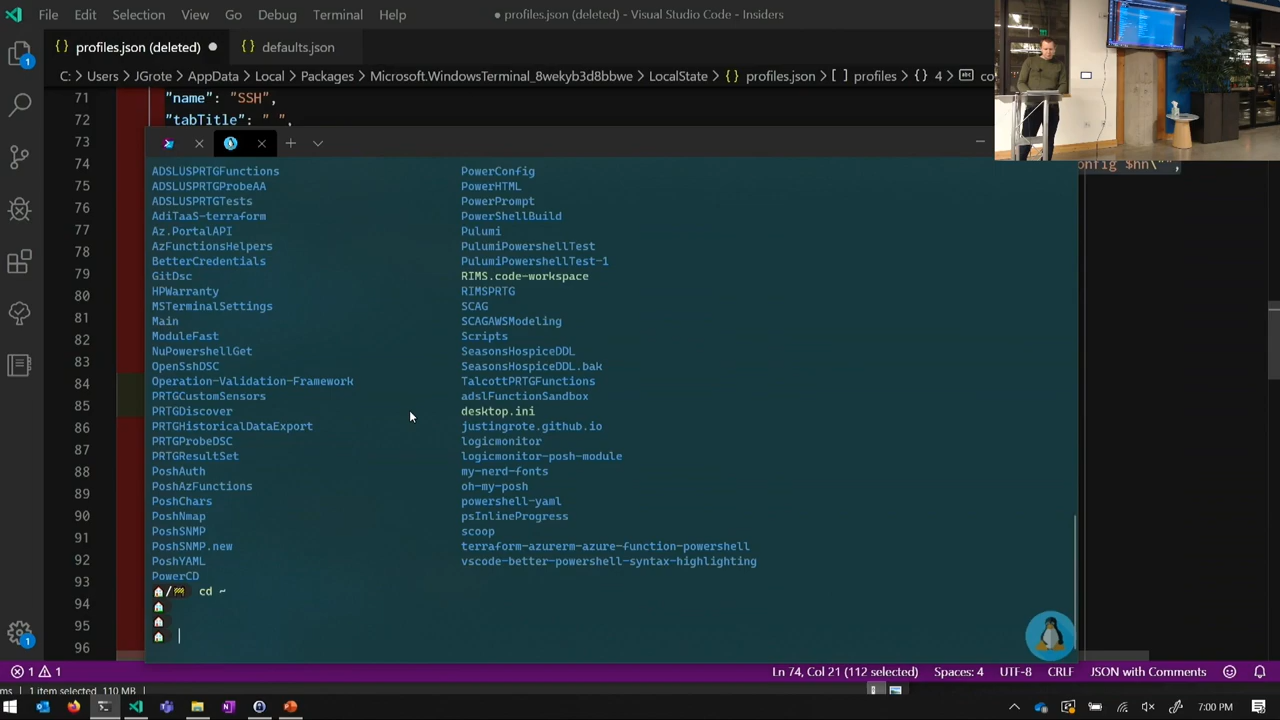 File Edit Selection View Go Debug Terminal Help
● profiles.json (deleted) - Visual Studio Code - Insiders
{} profiles.json (deleted) ●
{} defaults.json
C: > Users > JGrote > AppData > Local > Packages > Microsoft.WindowsTerminal_8wekyb3d8bbwe > LocalState > {} profiles.json > [ ] profiles > {} 4 > co
71 "name": "SSH",
72 "tabTitle": " ",
73
74 onfig $hn\"",
75
76
77
78
79
80
81
82
83
84
85
86
87
88
89
90
91
92
93
94
95
96
ADSLUSPRTGFunctions PowerConfig
ADSLUSPRTGProbeAA PowerHTML
ADSLUSPRTGTests PowerPrompt
AdiTaaS-terraform PowerShellBuild
Az.PortalAPI Pulumi
AzFunctionsHelpers PulumiPowershellTest
BetterCredentials PulumiPowershellTest-1
GitDsc RIMS.code-workspace
HPWarranty RIMSPRTG
MSTerminalSettings SCAG
Main SCAGAWSModeling
ModuleFast Scripts
NuPowershellGet SeasonsHospiceDDL
OpenSshDSC SeasonsHospiceDDL.bak
Operation-Validation-Framework TalcottPRTGFunctions
PRTGCustomSensors adslFunctionSandbox
PRTGDiscover desktop.ini
PRTGHistoricalDataExport justingrote.github.io
PRTGProbeDSC logicmonitor
PRTGResultSet logicmonitor-posh-module
PoshAuth my-nerd-fonts
PoshAzFunctions oh-my-posh
PoshChars powershell-yaml
PoshNmap psInlineProgress
PoshSNMP scoop
PoshSNMP.new terraform-azurerm-azure-function-powershell
PoshYAML vscode-better-powershell-syntax-highlighting
PowerCD
/ cd ~
1 1 Ln 74, Col 21 (112 selected) Spaces: 4 UTF-8 CRLF JSON with Comments
ms 1 item selected, 110 MB
7:00 PM